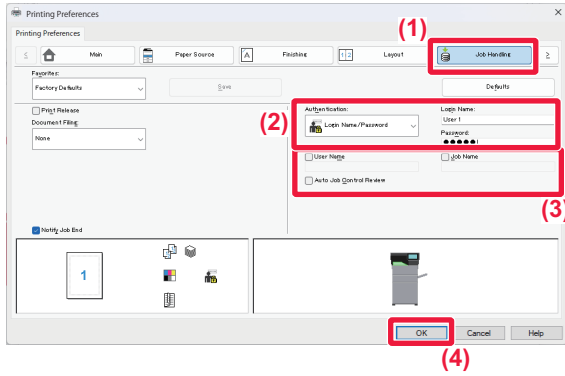 Printing Preferences
Printing Preferences
(1)
Main
Paper Source
A
Finishing
1 2
Layout
Job Handling
Favorites:
Factory Defaults
Save
Defaults
Print Release
Document Filing:
None
(2)
Authentication:
Login Name/Password
Login Name:
User 1
Password:
●●●●●
User Name
Job Name
Auto Job Control Review
(3)
Notify Job End
1
OK
Cancel
Help
(4)